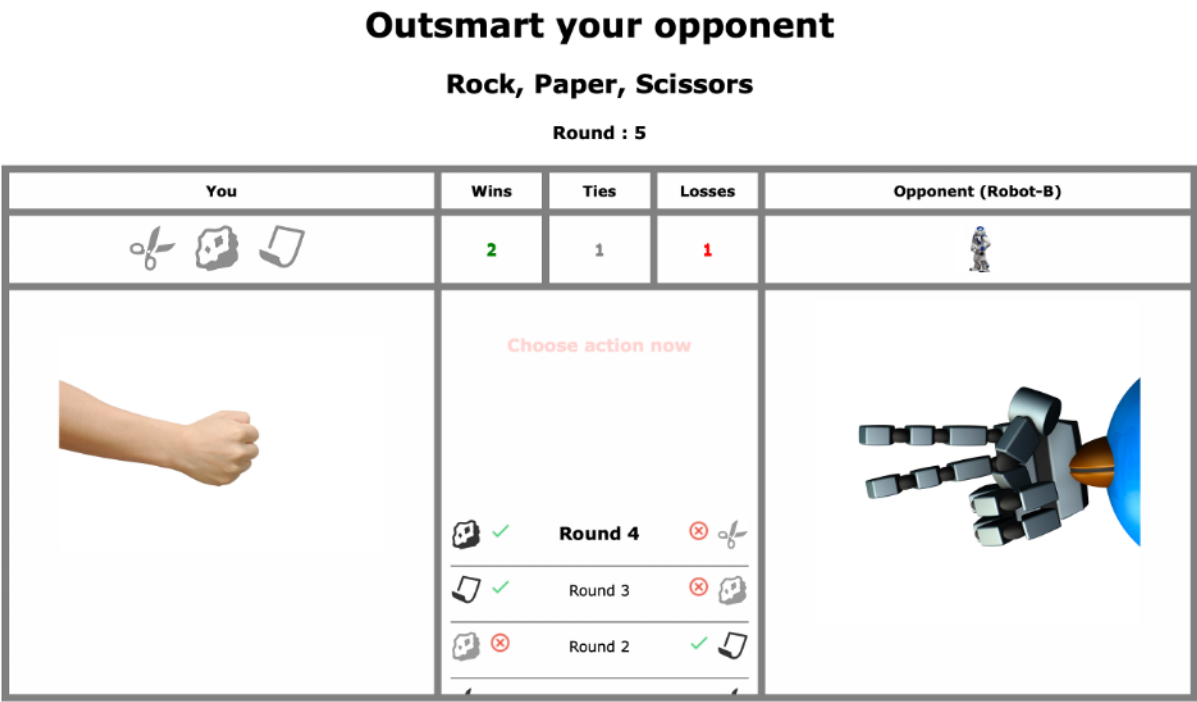 Outsmart your opponent
Rock, Paper, Scissors
Round : 5
You Wins Ties Losses Opponent (Robot-B)
2 1 1
Choose action now
Round 4
Round 3
Round 2